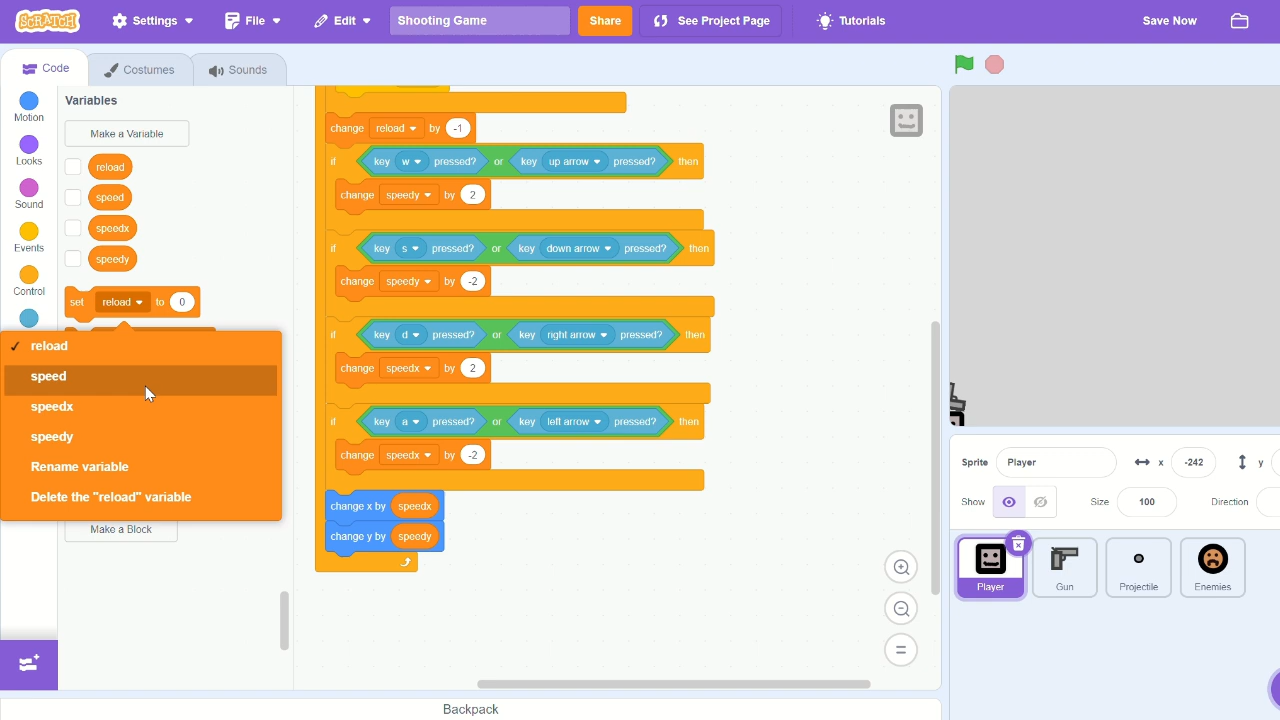 SCRATCH Settings File Edit Shooting Game Share See Project Page Tutorials Save Now
Code Costumes Sounds
Motion
Looks
Sound
Events
Control
Variables
Make a Variable
reload
speed
speedx
speedy
set reload to 0
reload
speed
speedx
speedy
Rename variable
Delete the "reload" variable
Make a Block
change reload by -1
if key w pressed? or key up arrow pressed? then
change speedy by 2
if key s pressed? or key down arrow pressed? then
change speedy by -2
if key d pressed? or key right arrow pressed? then
change speedx by 2
if key a pressed? or key left arrow pressed? then
change speedx by -2
change x by speedx
change y by speedy
Sprite Player x -242 y
Show Size 100 Direction
Player Gun Projectile Enemies
Backpack